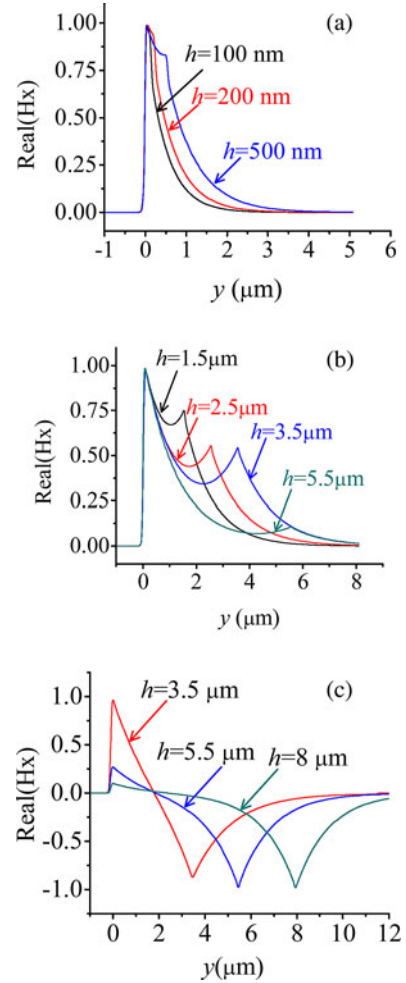 (a)
1.00
0.75
0.50
0.25
0.00
Real(Hx)
h=100 nm
h=200 nm
h=500 nm
-1 0 1 2 3 4 5 6
y (μm)
(b)
1.00
0.75
0.50
0.25
0.00
Real(Hx)
h=1.5μm
h=2.5μm
h=3.5μm
h=5.5μm
0 2 4 6 8
y (μm)
(c)
1.0
0.5
0.0
-0.5
-1.0
Real(Hx)
h=3.5 μm
h=5.5 μm
h=8 μm
0 2 4 6 8 10 12
y(μm)